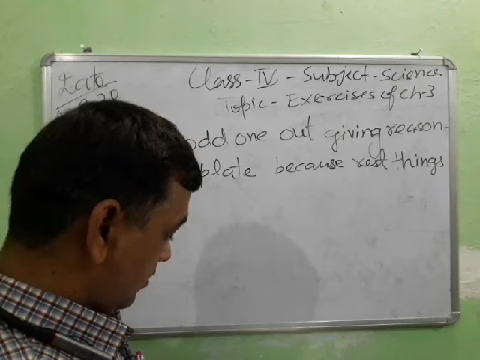 Date
Class-IV - Subject-Science.
Topic - Exercises of ch-3
odd one out giving reason-
plate because rest things